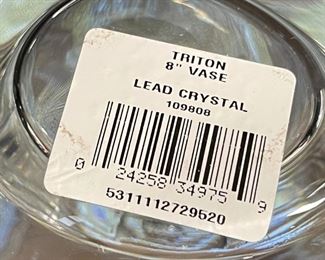 TRITON
8" VASE
LEAD CRYSTAL
109808
0 24258 34975 9
5311112729520